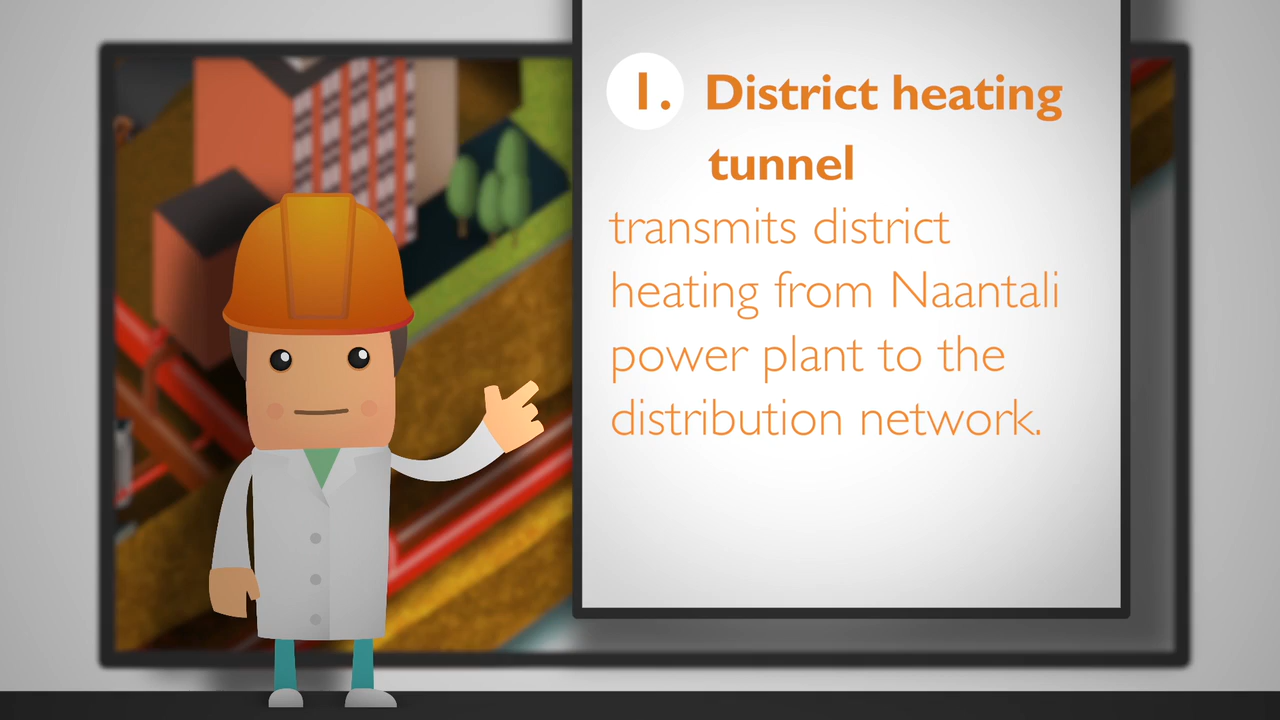 1. District heating
tunnel
transmits district
heating from Naantali
power plant to the
distribution network.